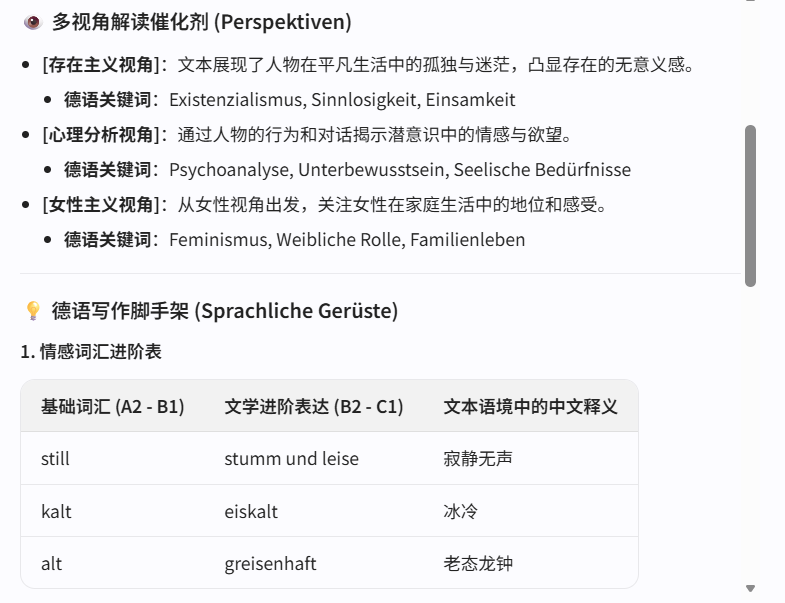 👁 多视角解读催化剂 (Perspektiven)
• [存在主义视角]：文本展现了人物在平凡生活中的孤独与迷茫，凸显存在的无意义感。
• 德语关键词：Existenzialismus, Sinnlosigkeit, Einsamkeit
• [心理分析视角]：通过人物的行为和对话揭示潜意识中的情感与欲望。
• 德语关键词：Psychoanalyse, Unterbewusstsein, Seelische Bedürfnisse
• [女性主义视角]：从女性视角出发，关注女性在家庭生活中的地位和感受。
• 德语关键词：Feminismus, Weibliche Rolle, Familienleben
💡 德语写作脚手架 (Sprachliche Gerüste)
1. 情感词汇进阶表
基础词汇 (A2 - B1) 文学进阶表达 (B2 - C1) 文本语境中的中文释义
still stumm und leise 寂静无声
kalt eiskalt 冰冷
alt greisenhaft 老态龙钟